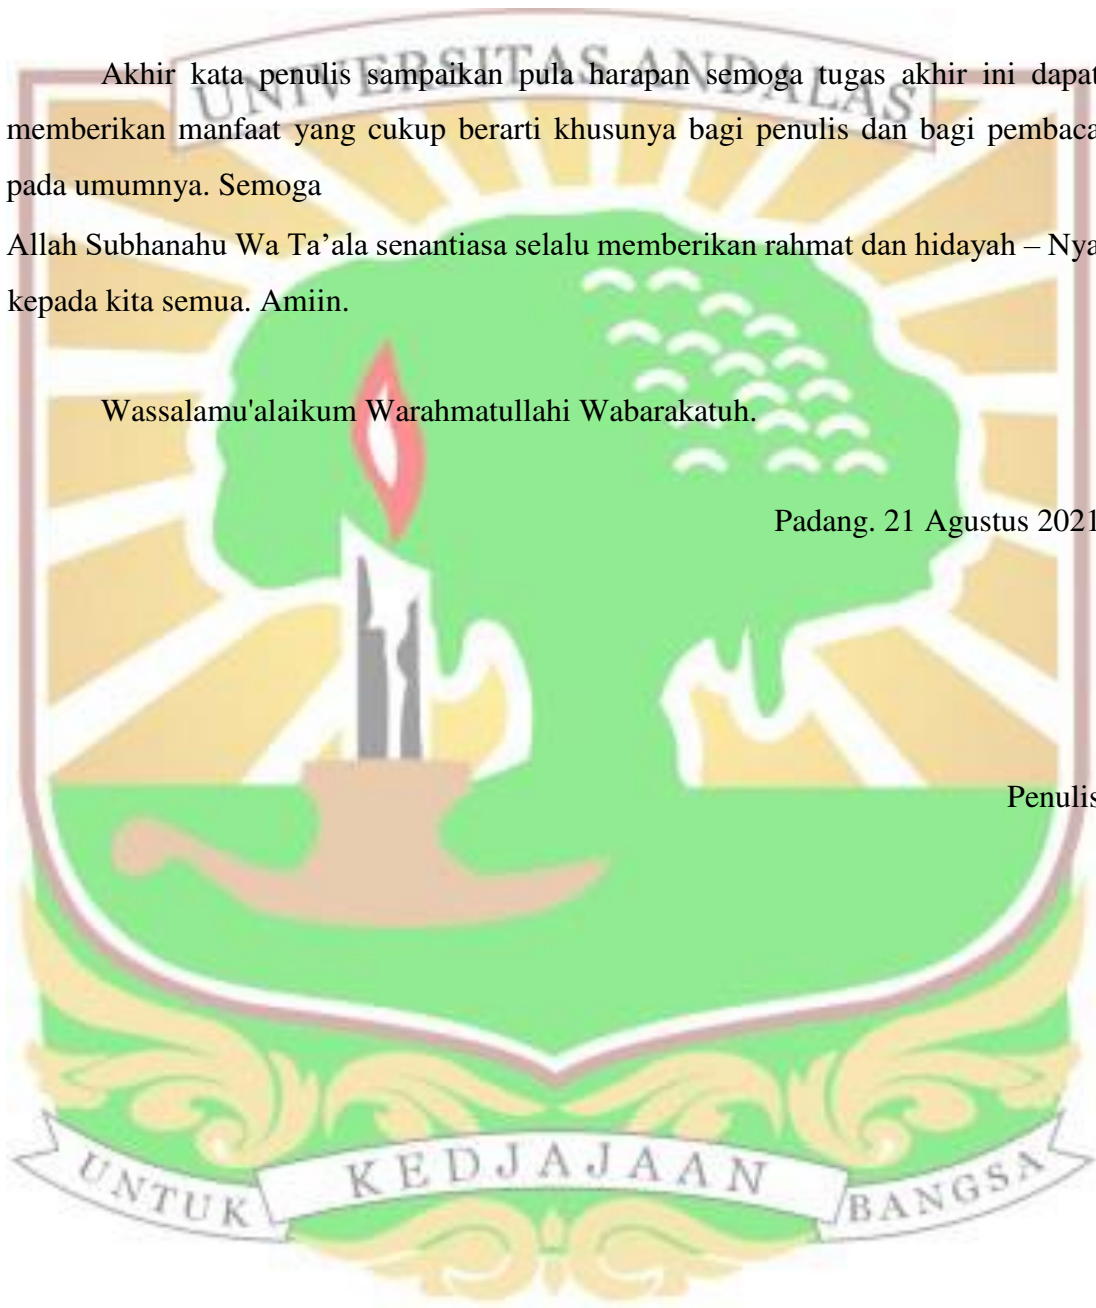 UNIVERSITAS ANDALAS
Akhir kata penulis sampaikan pula harapan semoga tugas akhir ini dapat
memberikan manfaat yang cukup berarti khusunya bagi penulis dan bagi pembaca
pada umumnya. Semoga
Allah Subhanahu Wa Ta’ala senantiasa selalu memberikan rahmat dan hidayah – Nya
kepada kita semua. Amiin.
Wassalamu'alaikum Warahmatullahi Wabarakatuh.
Padang. 21 Agustus 2021
Penulis
UNTUK KEDJAJAAN BANGSA